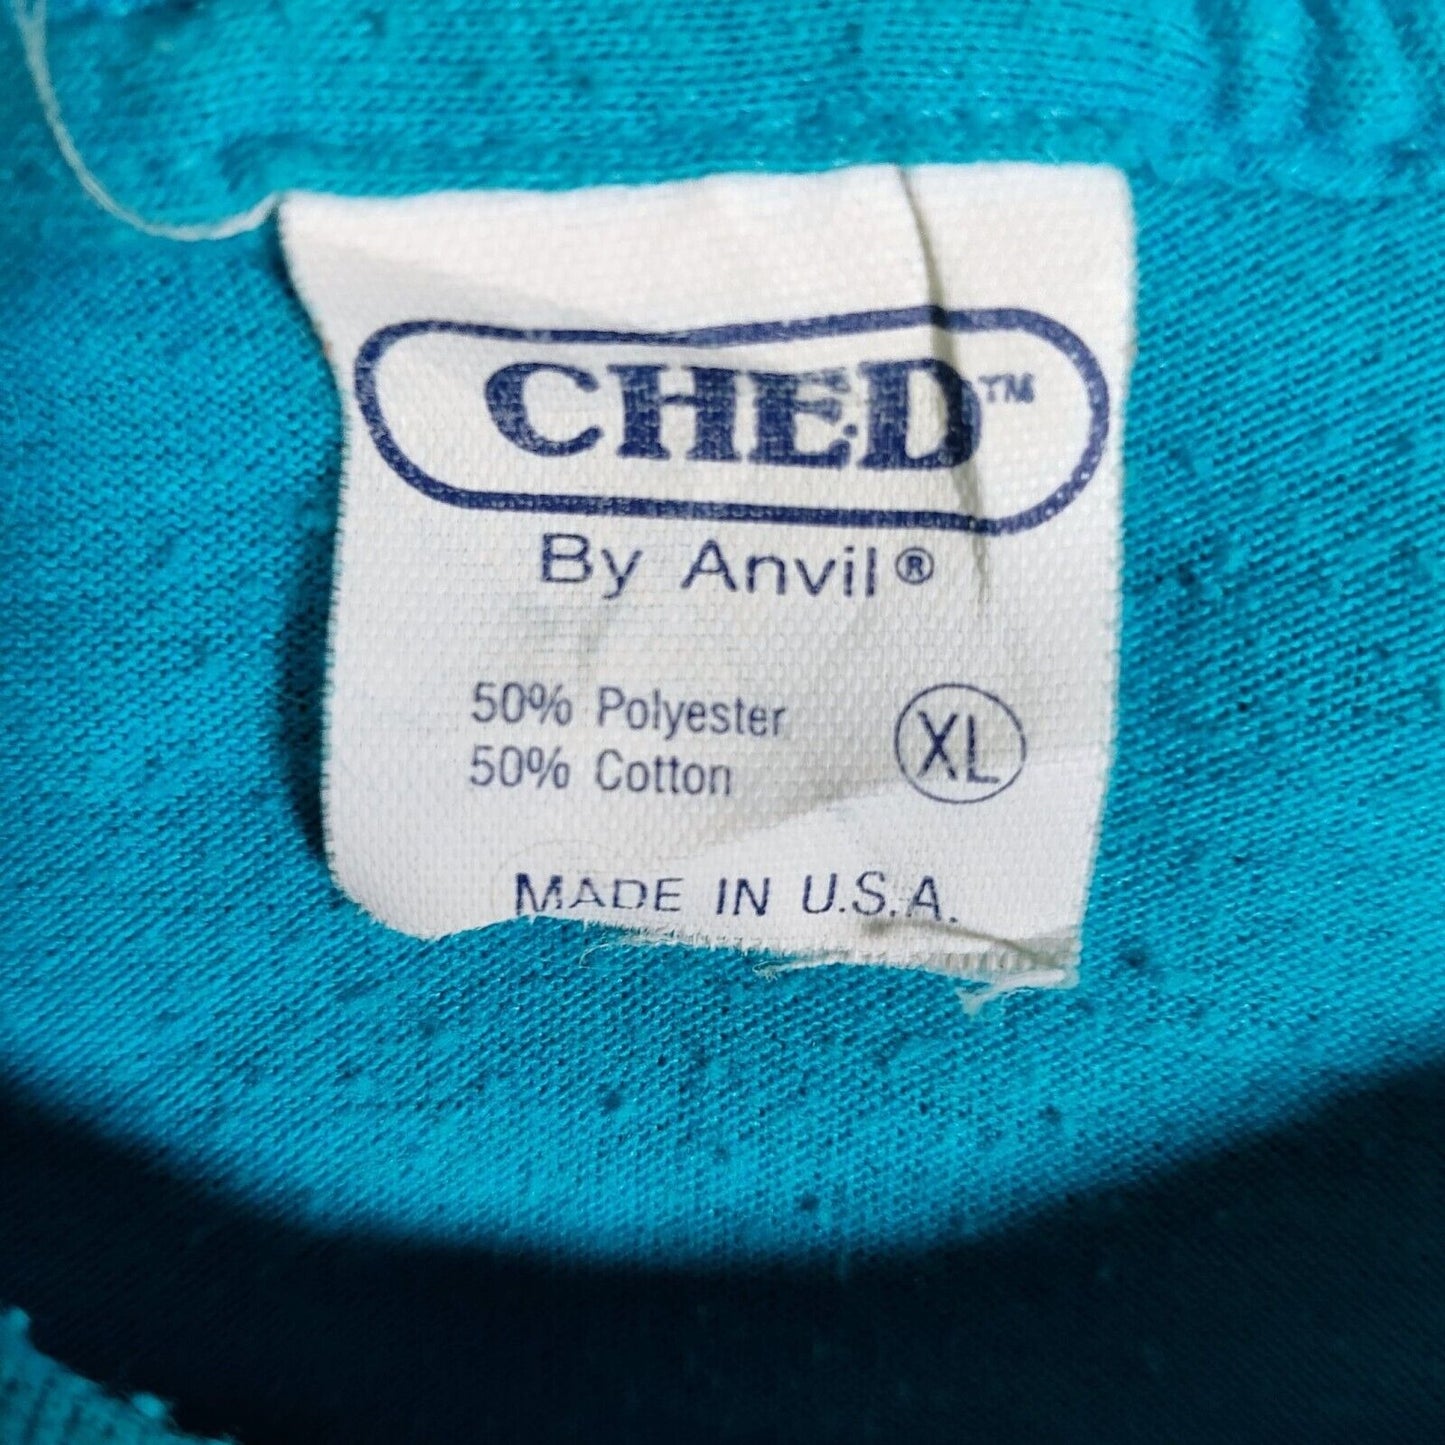 CHED™
By Anvil®
50% Polyester
50% Cotton
XL
MADE IN U.S.A.